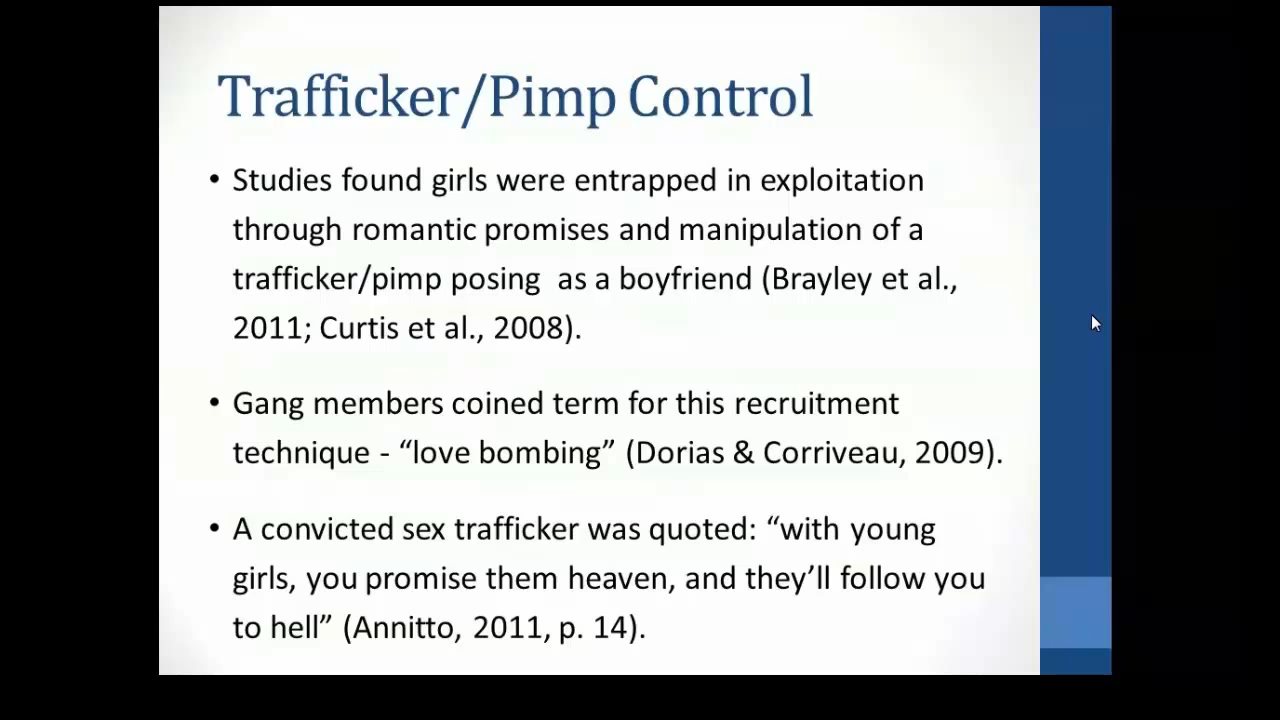 Trafficker/Pimp Control
• Studies found girls were entrapped in exploitation
through romantic promises and manipulation of a
trafficker/pimp posing  as a boyfriend (Brayley et al.,
2011; Curtis et al., 2008).
• Gang members coined term for this recruitment
technique - “love bombing” (Dorias & Corriveau, 2009).
• A convicted sex trafficker was quoted: “with young
girls, you promise them heaven, and they’ll follow you
to hell” (Annitto, 2011, p. 14).